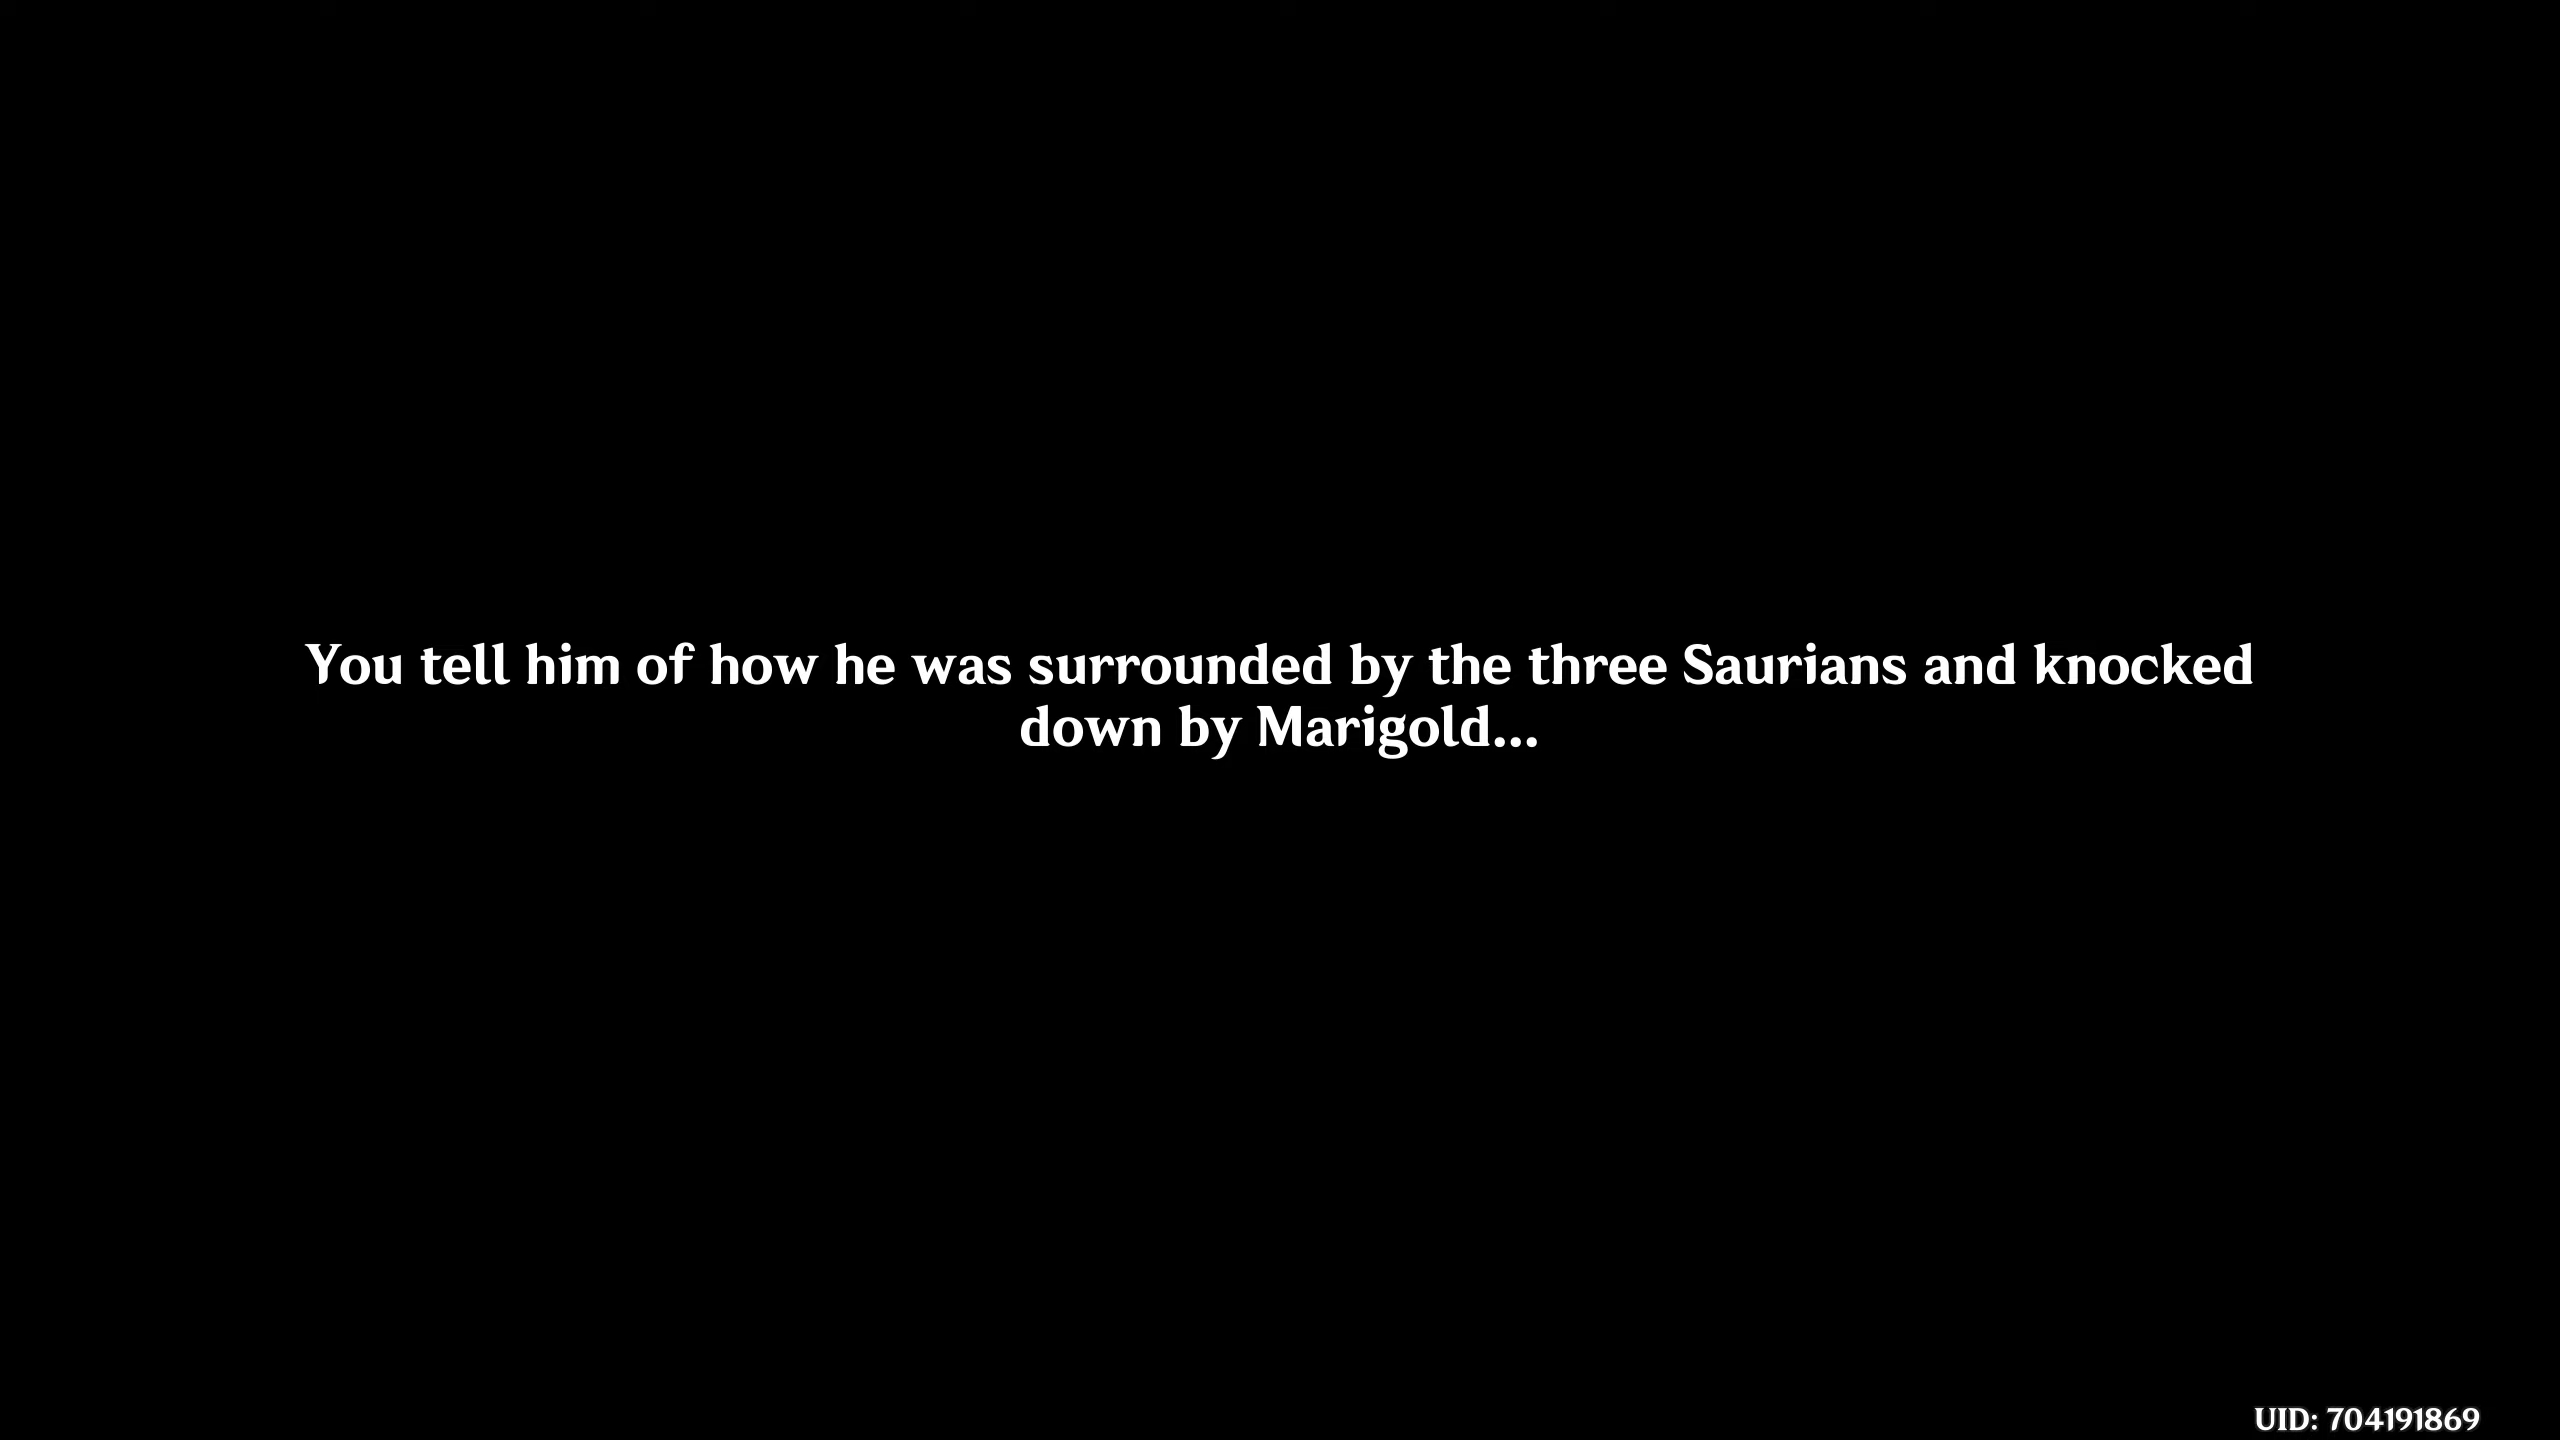 You tell him of how he was surrounded by the three Saurians and knocked
down by Marigold...
UID: 704191869